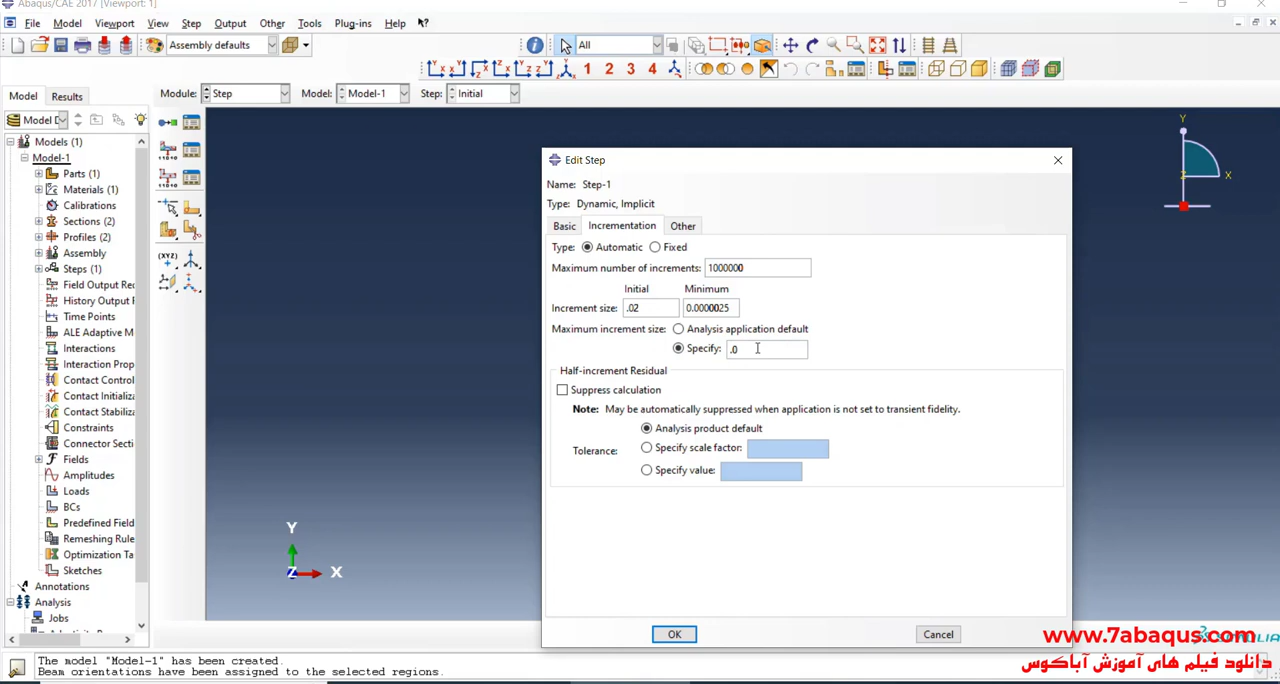 Abaqus/CAE 2017 [Viewport: 1]
File Model Viewport View Step Output Other Tools Plug-ins Help
Assembly defaults
All
1 2 3 4
Model Results
Module: Step Model: Model-1 Step: Initial
Model D
Models (1)
Model-1
Parts (1)
Materials (1)
Calibrations
Sections (2)
Profiles (2)
Assembly
Steps (1)
Field Output Rec
History Output R
Time Points
ALE Adaptive M
Interactions
Interaction Prop
Contact Control
Contact Initializa
Contact Stabiliza
Constraints
Connector Secti
Fields
Amplitudes
Loads
BCs
Predefined Field
Remeshing Rule
Optimization Ta
Sketches
Annotations
Analysis
Jobs
(XYZ)
Edit Step
Name: Step-1
Type: Dynamic, Implicit
Basic Incrementation Other
Type: Automatic Fixed
Maximum number of increments: 1000000
Initial Minimum
Increment size: .02 0.0000025
Maximum increment size: Analysis application default
Specify: .0
Half-increment Residual
Suppress calculation
Note: May be automatically suppressed when application is not set to transient fidelity.
Analysis product default
Tolerance: Specify scale factor:
Specify value:
OK Cancel
Y
X
Z
Y
X
Z
www.7abaqus.com
دانلود فیلم های آموزش آباکوس
The model "Model-1" has been created.
Beam orientations have been assigned to the selected regions.